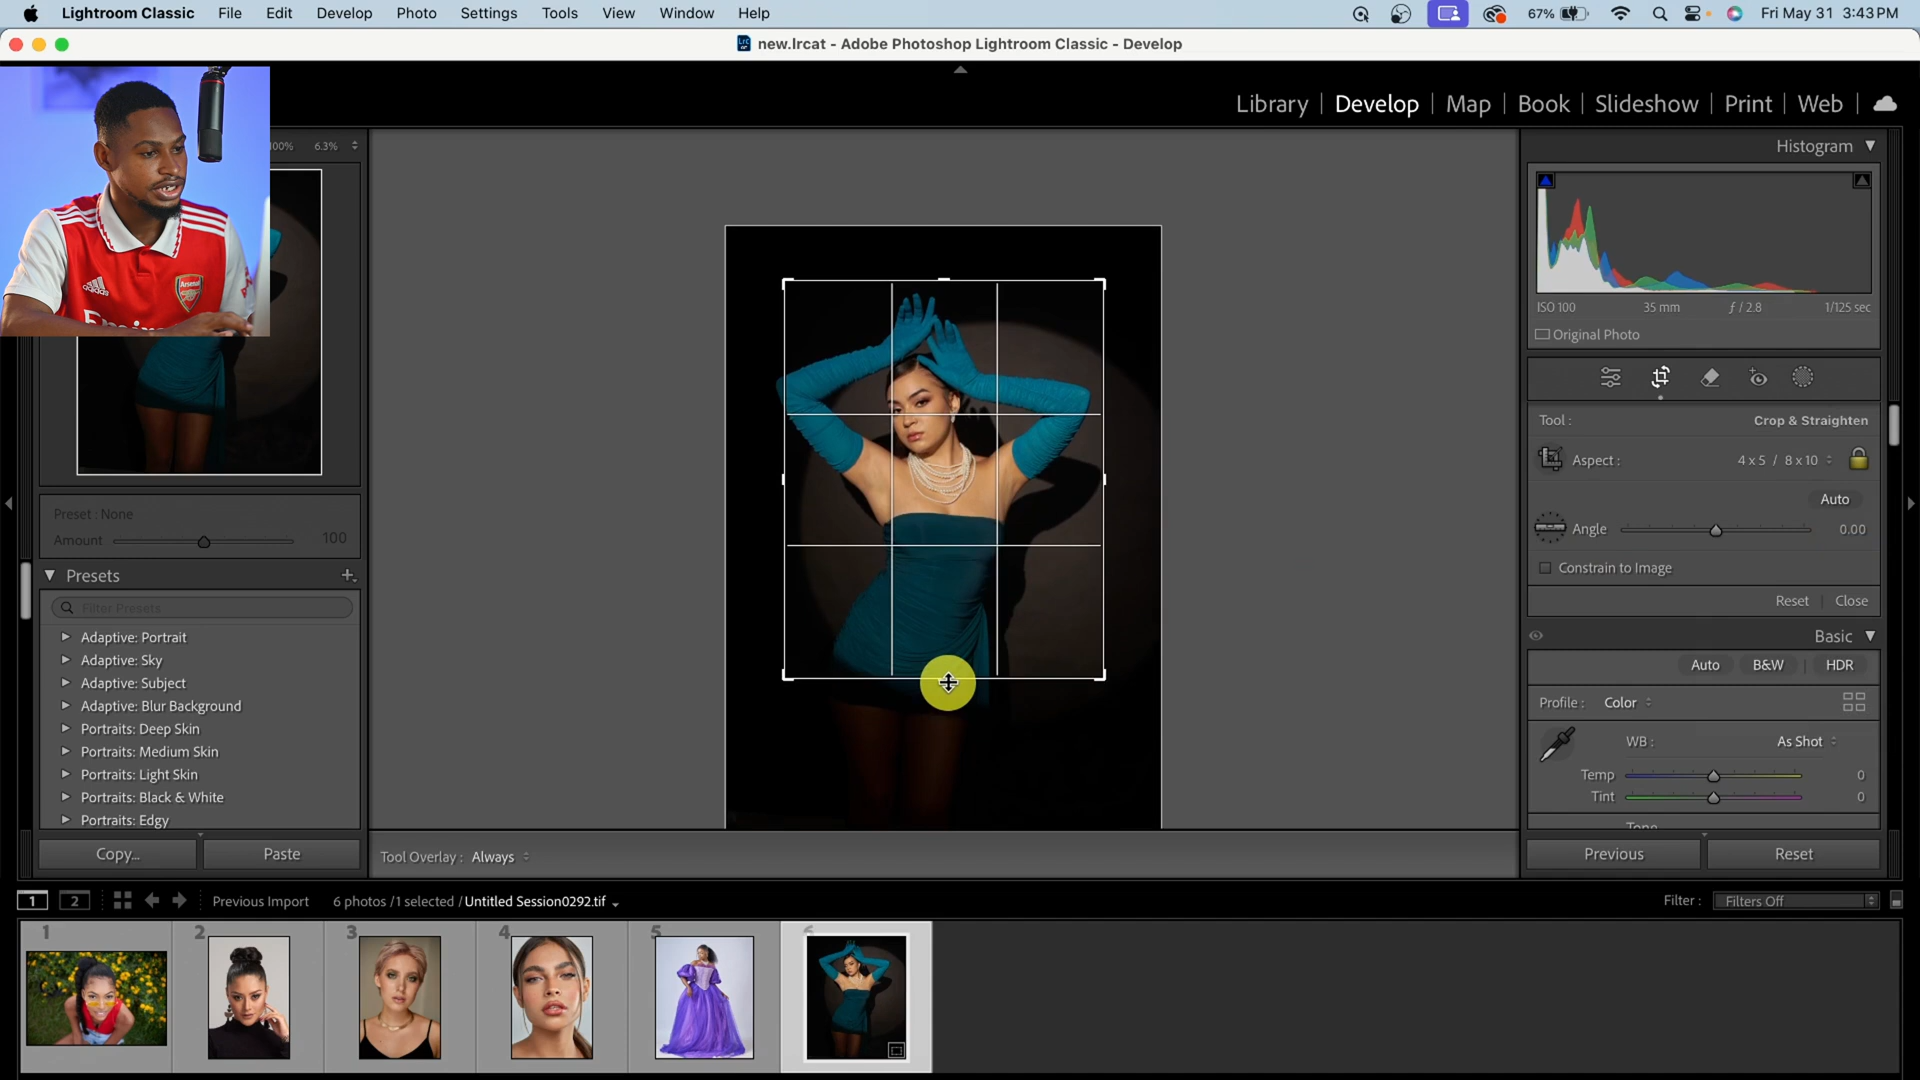 Lightroom Classic File Edit Develop Photo Settings Tools View Window Help
67% Fri May 31 3:43 PM
new.lrcat - Adobe Photoshop Lightroom Classic - Develop
Library | Develop | Map | Book | Slideshow | Print | Web
6.3%
Histogram
ISO 100 35 mm ƒ / 2.8 1/125 sec
Original Photo
Tool : Crop & Straighten
Aspect : 4 x 5 / 8 x 10
Auto
Angle 0.00
Constrain to Image
Reset | Close
Basic
Auto B&W | HDR
Profile : Color
WB : As Shot
Temp 0
Tint 0
Previous Reset
adidas
Arsenal
Preset : None
Amount 100
Presets
Filter Presets
Adaptive: Portrait
Adaptive: Sky
Adaptive: Subject
Adaptive: Blur Background
Portraits: Deep Skin
Portraits: Medium Skin
Portraits: Light Skin
Portraits: Black & White
Portraits: Edgy
Copy... Paste
Tool Overlay : Always
1 2 Previous Import 6 photos / 1 selected / Untitled Session0292.tif
Filter : Filters Off
1 2 3 4 5 6